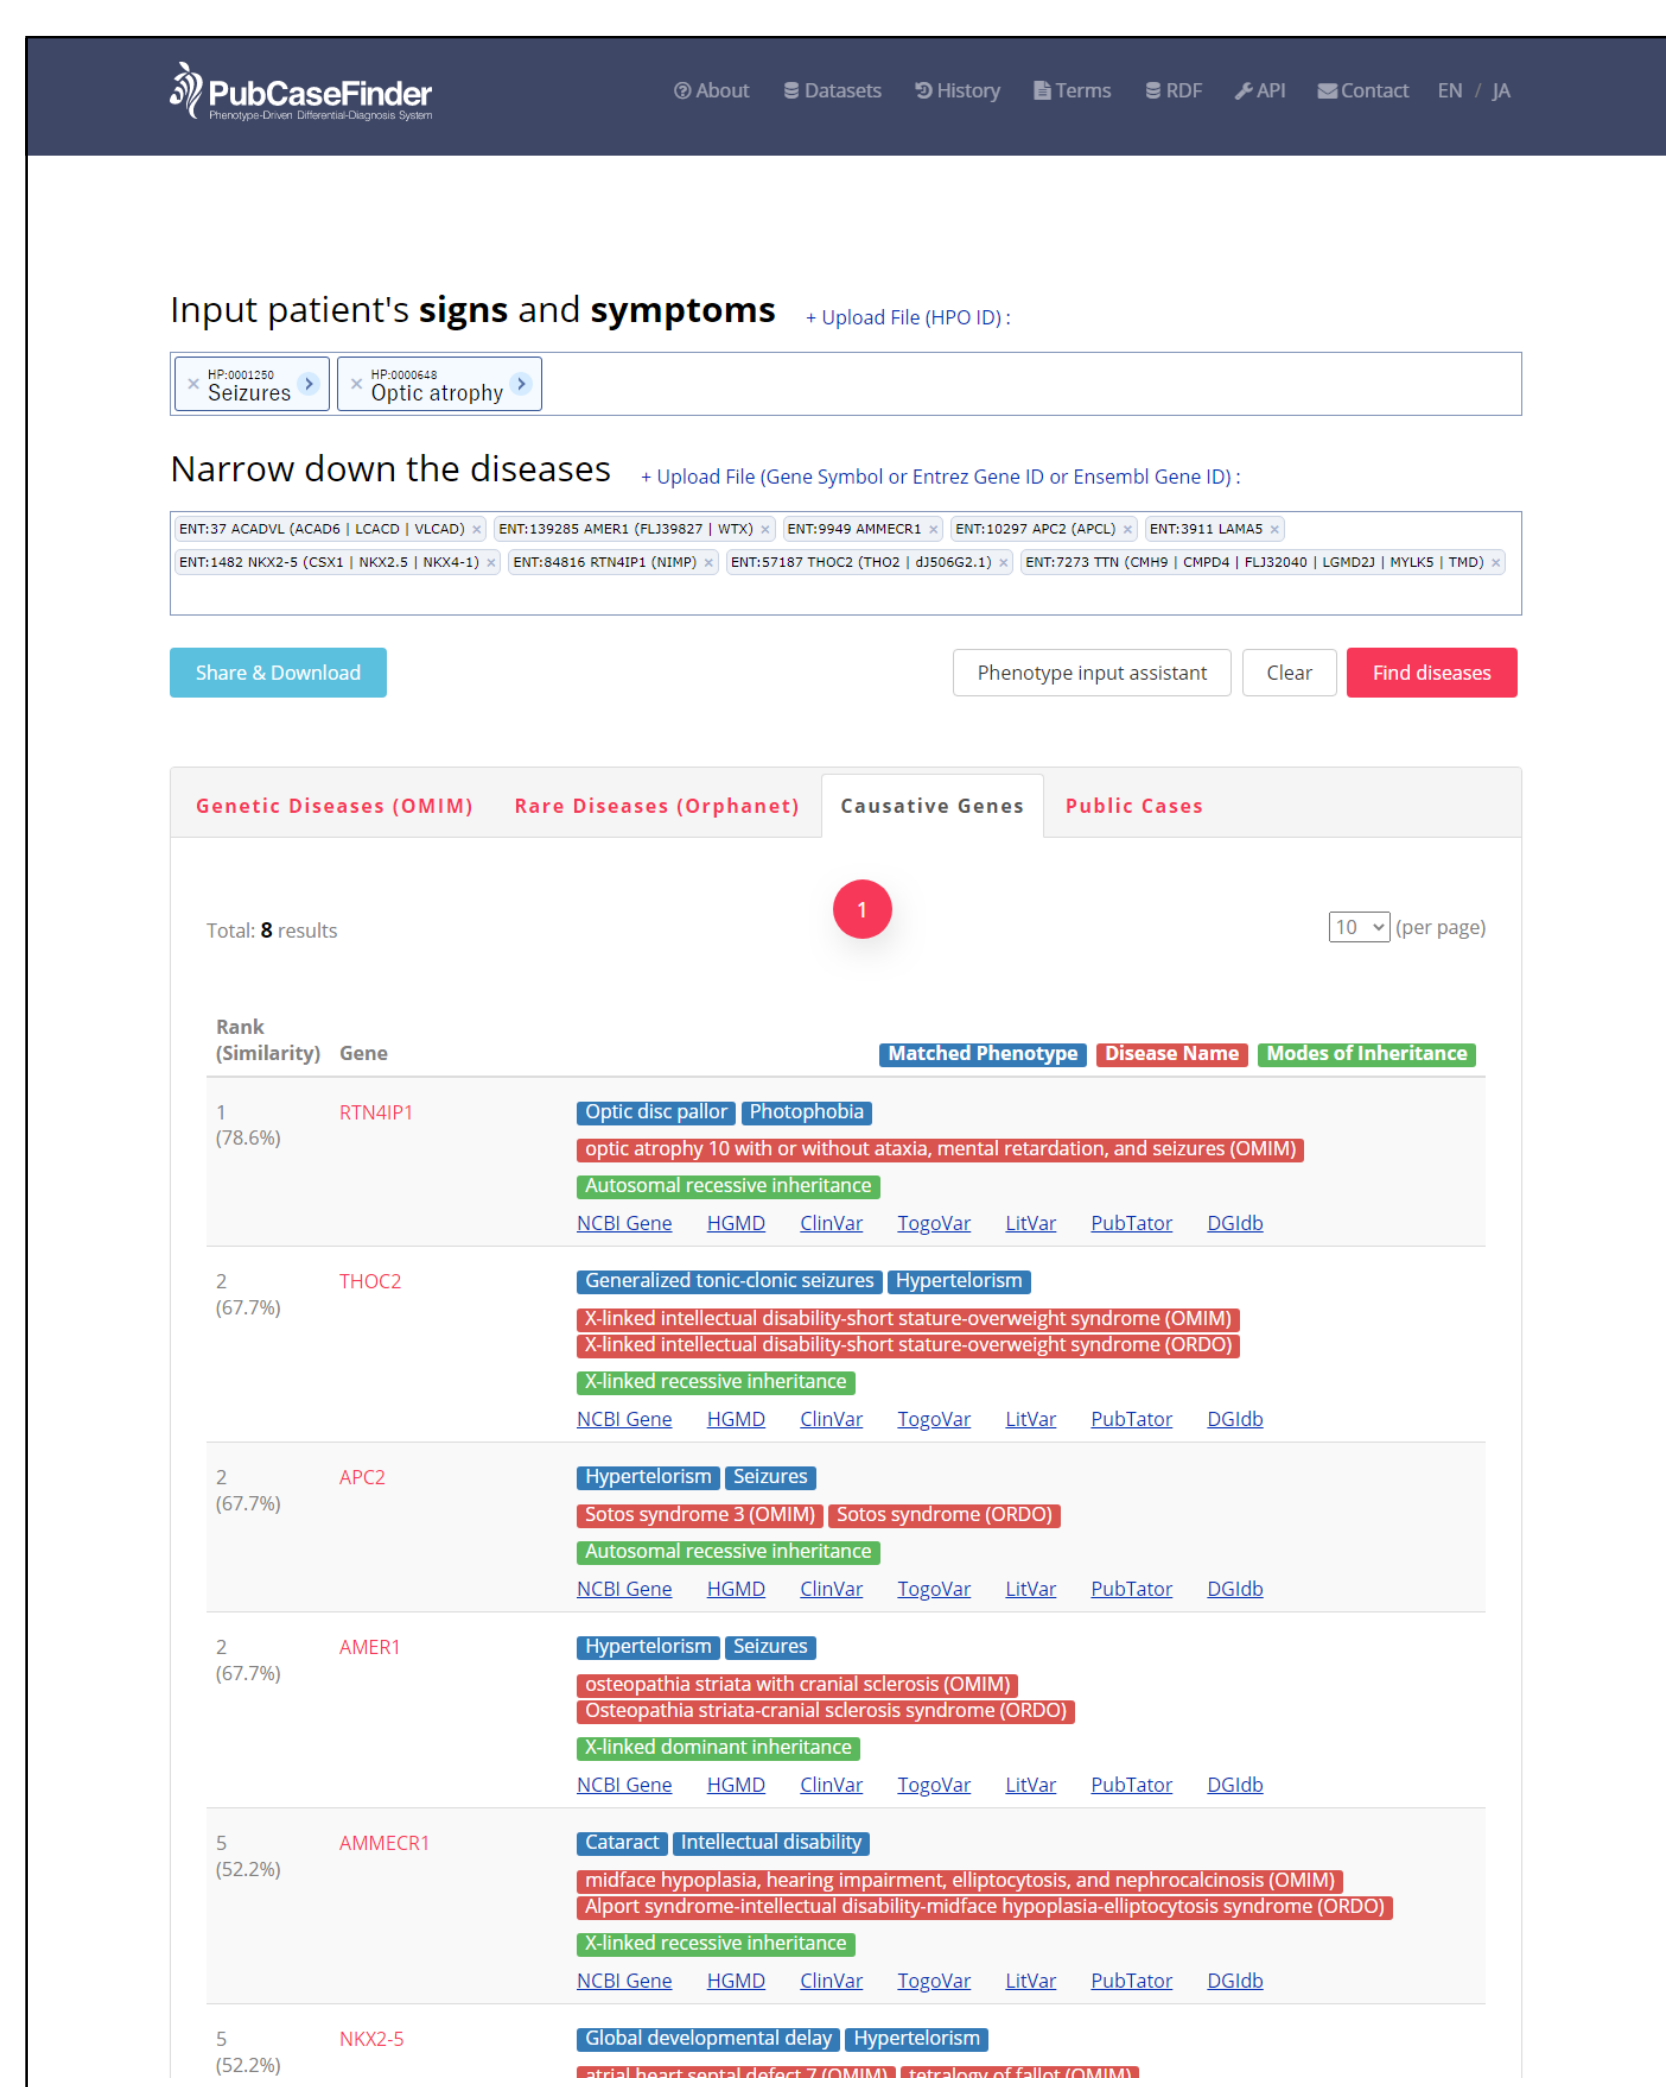 PubCaseFinder
Phenotype-Driven Differential-Diagnosis System
About Datasets History Terms RDF API Contact EN / JA
Input patient's signs and symptoms + Upload File (HPO ID) :
× HP:0001250 Seizures × HP:0000648 Optic atrophy
Narrow down the diseases + Upload File (Gene Symbol or Entrez Gene ID or Ensembl Gene ID) :
ENT:37 ACADVL (ACAD6 | LCACD | VLCAD) × ENT:139285 AMER1 (FLJ39827 | WTX) × ENT:9949 AMMECR1 × ENT:10297 APC2 (APCL) × ENT:3911 LAMA5 ×
ENT:1482 NKX2-5 (CSX1 | NKX2.5 | NKX4-1) × ENT:84816 RTN4IP1 (NIMP) × ENT:57187 THOC2 (THO2 | dJ506G2.1) × ENT:7273 TTN (CMH9 | CMPD4 | FLJ32040 | LGMD2J | MYLK5 | TMD) ×
Share & Download Phenotype input assistant Clear Find diseases
Genetic Diseases (OMIM) Rare Diseases (Orphanet) Causative Genes Public Cases
1
Total: 8 results 10 (per page)
Rank
(Similarity) Gene Matched Phenotype Disease Name Modes of Inheritance
1 RTN4IP1 Optic disc pallor Photophobia
(78.6%)
optic atrophy 10 with or without ataxia, mental retardation, and seizures (OMIM)
Autosomal recessive inheritance
NCBI Gene HGMD ClinVar TogoVar LitVar PubTator DGIdb
2 THOC2 Generalized tonic-clonic seizures Hypertelorism
(67.7%)
X-linked intellectual disability-short stature-overweight syndrome (OMIM)
X-linked intellectual disability-short stature-overweight syndrome (ORDO)
X-linked recessive inheritance
NCBI Gene HGMD ClinVar TogoVar LitVar PubTator DGIdb
2 APC2 Hypertelorism Seizures
(67.7%)
Sotos syndrome 3 (OMIM) Sotos syndrome (ORDO)
Autosomal recessive inheritance
NCBI Gene HGMD ClinVar TogoVar LitVar PubTator DGIdb
2 AMER1 Hypertelorism Seizures
(67.7%)
osteopathia striata with cranial sclerosis (OMIM)
Osteopathia striata-cranial sclerosis syndrome (ORDO)
X-linked dominant inheritance
NCBI Gene HGMD ClinVar TogoVar LitVar PubTator DGIdb
5 AMMECR1 Cataract Intellectual disability
(52.2%)
midface hypoplasia, hearing impairment, elliptocytosis, and nephrocalcinosis (OMIM)
Alport syndrome-intellectual disability-midface hypoplasia-elliptocytosis syndrome (ORDO)
X-linked recessive inheritance
NCBI Gene HGMD ClinVar TogoVar LitVar PubTator DGIdb
5 NKX2-5 Global developmental delay Hypertelorism
(52.2%)
atrial heart septal defect 7 (OMIM) tetralogy of fallot (OMIM)